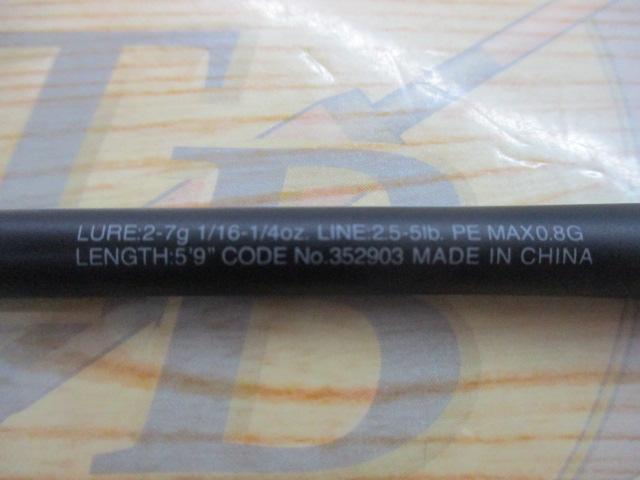 TB
LURE:2-7g 1/16-1/4oz. LINE:2.5-5lb. PE MAX0.8G
LENGTH:5'9" CODE No.352903 MADE IN CHINA